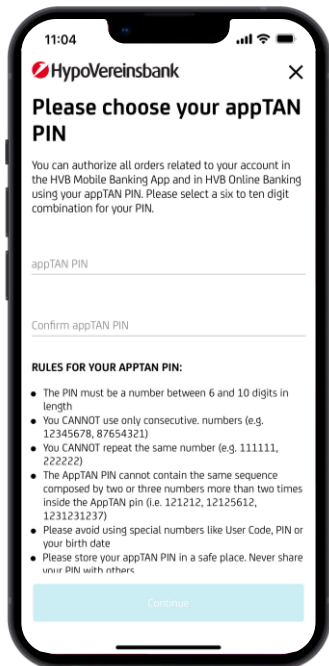 11:04
HypoVereinsbank
Please choose your appTAN
PIN
You can authorize all orders related to your account in
the HVB Mobile Banking App and in HVB Online Banking
using your appTAN PIN. Please select a six to ten digit
combination for your PIN.
appTAN PIN
Confirm appTAN PIN
RULES FOR YOUR APPTAN PIN:
• The PIN must be a number between 6 and 10 digits in
length
• You CANNOT use only consecutive. numbers (e.g.
12345678, 87654321)
• You CANNOT repeat the same number (e.g. 111111,
222222)
• The AppTAN PIN cannot contain the same sequence
composed by two or three numbers more than two times
inside the AppTAN pin (i.e. 121212, 12125612,
1231231237)
• Please avoid using special numbers like User Code, PIN or
your birth date
• Please store your appTAN PIN in a safe place. Never share
your PIN with others
Continue